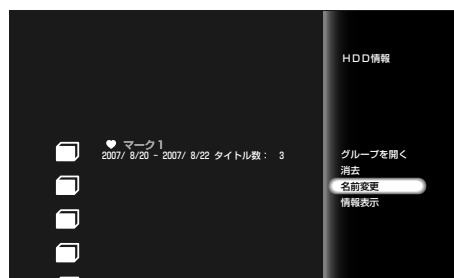 HDD情報
♥ マーク1
2007/ 8/20 - 2007/ 8/22 タイトル数： 3
グループを開く
消去
名前変更
情報表示